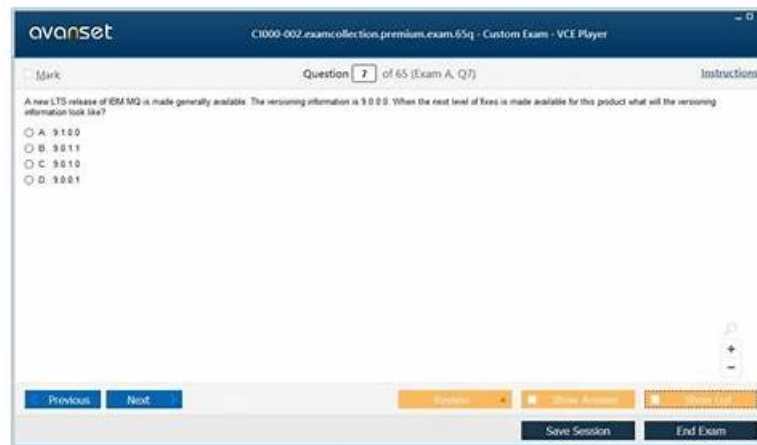 avanset
C1000-002.examcollection.premium.exam.65q - Custom Exam - VCE Player
Mark
Question 7 of 65 (Exam A, Q7)
Instructions
A new LTS release of IBM MQ is made generally available. The versioning information is 9.0.0.0. When the next level of fixes is made available for this product what will the versioning
information look like?
A. 9.1.0.0
B. 9.0.1.1
C. 9.0.1.0
D. 9.0.0.1
Previous
Next
Review
Show Answer
Show List
Save Session
End Exam